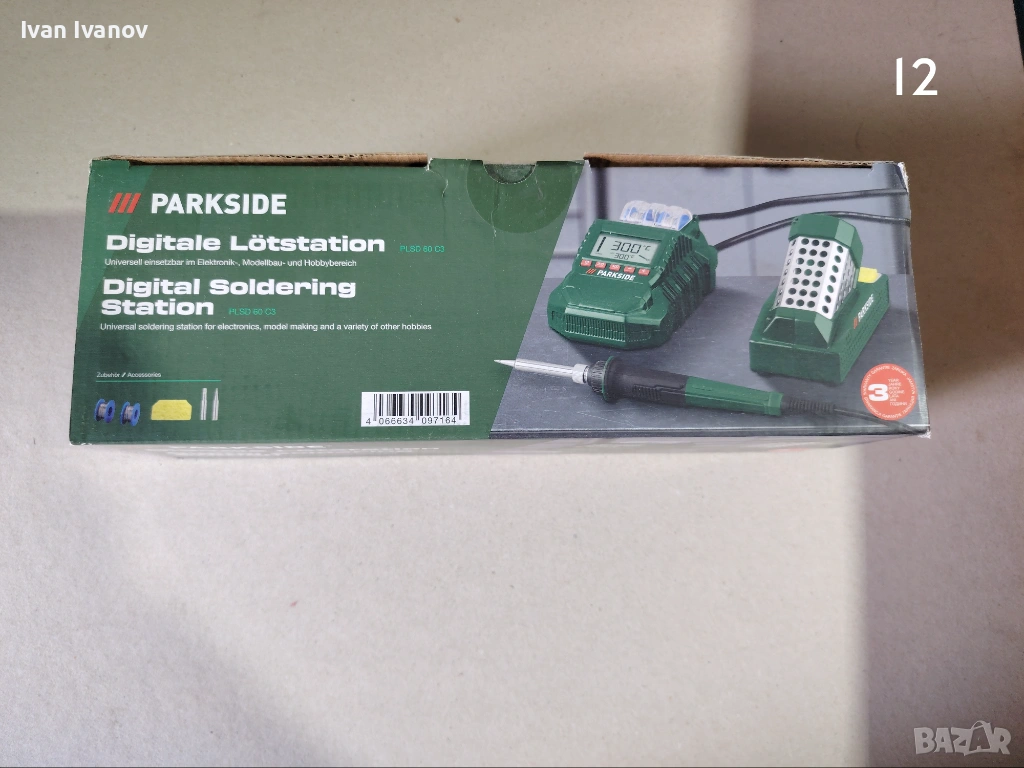 Ivan Ivanov
12
/// PARKSIDE
Digitale Lötstation PLSD 60 C3
Universell einsetzbar im Elektronik-, Modellbau- und Hobbybereich
Digital Soldering
Station PLSD 60 C3
Universal soldering station for electronics, model making and a variety of other hobbies
Zubehör // Accessories
4 066634 097164
300°C
300°C
PARKSIDE
PARKSIDE
3
BAZAR